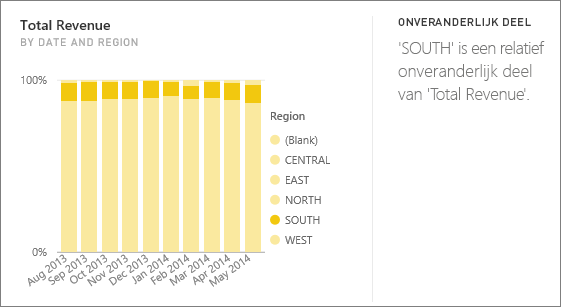 Total Revenue
BY DATE AND REGION
100%
0%
Aug 2013
Sep 2013
Oct 2013
Nov 2013
Dec 2013
Jan 2014
Feb 2014
Mar 2014
Apr 2014
May 2014
Region
(Blank)
CENTRAL
EAST
NORTH
SOUTH
WEST
ONVERANDERLIJK DEEL
'SOUTH' is een relatief
onveranderlijk deel
van 'Total Revenue'.